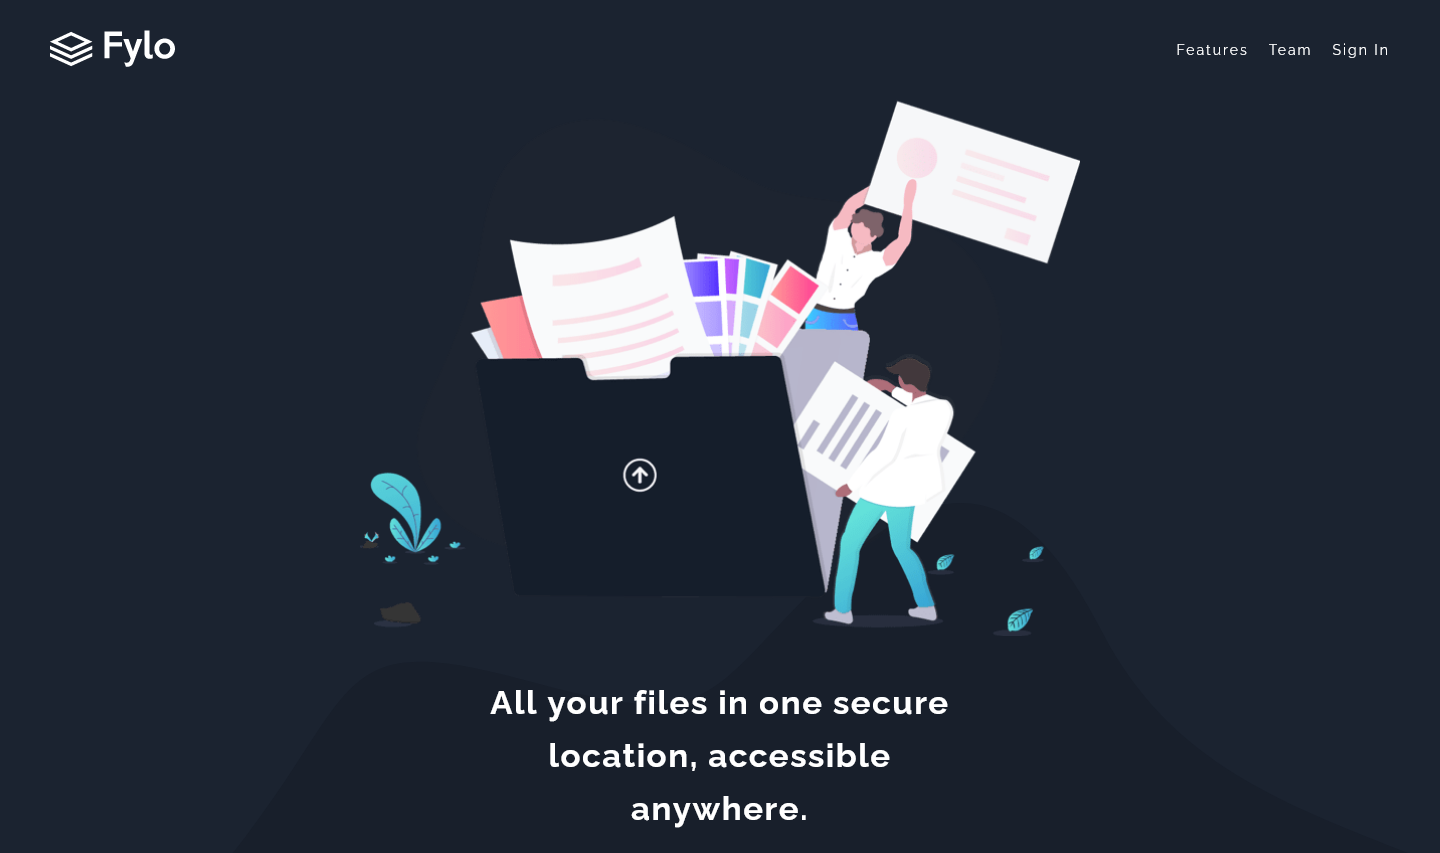 Fylo
Features Team Sign In
All your files in one secure
location, accessible
anywhere.